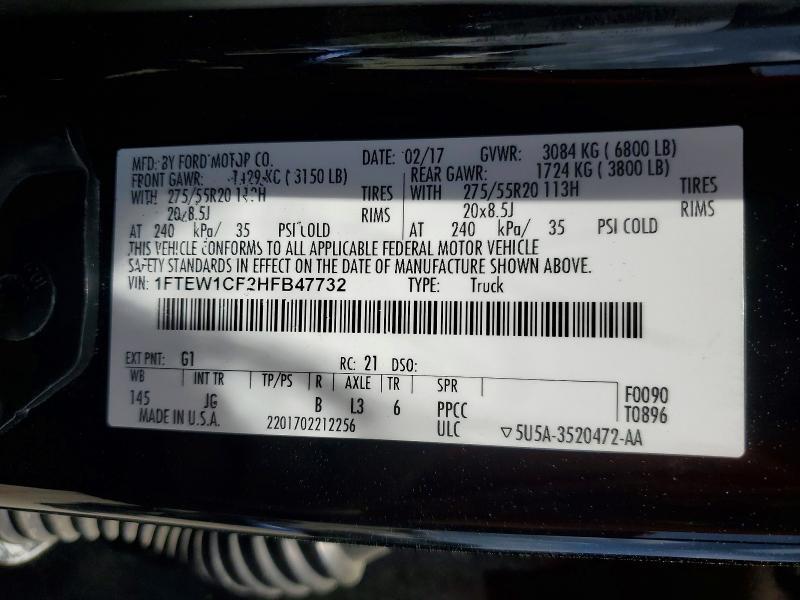 MFD. BY FORD MOTOR CO. DATE: 02/17 GVWR: 3084 KG ( 6800 LB)
FRONT GAWR: 1429 KG ( 3150 LB) REAR GAWR: 1724 KG ( 3800 LB)
WITH 275/55R20 113H TIRES WITH 275/55R20 113H TIRES
20x8.5J RIMS 20x8.5J RIMS
AT 240 kPa/ 35 PSI COLD AT 240 kPa/ 35 PSI COLD
THIS VEHICLE CONFORMS TO ALL APPLICABLE FEDERAL MOTOR VEHICLE
SAFETY STANDARDS IN EFFECT ON THE DATE OF MANUFACTURE SHOWN ABOVE.
VIN: 1FTEW1CF2HFB47732 TYPE: Truck
EXT PNT: G1 RC: 21 DSO:
WB INT TR TP/PS R AXLE TR SPR
145 JG B L3 6 PPCC F0090
MADE IN U.S.A. 2201702212256 ULC T0896
▽5U5A-3520472-AA